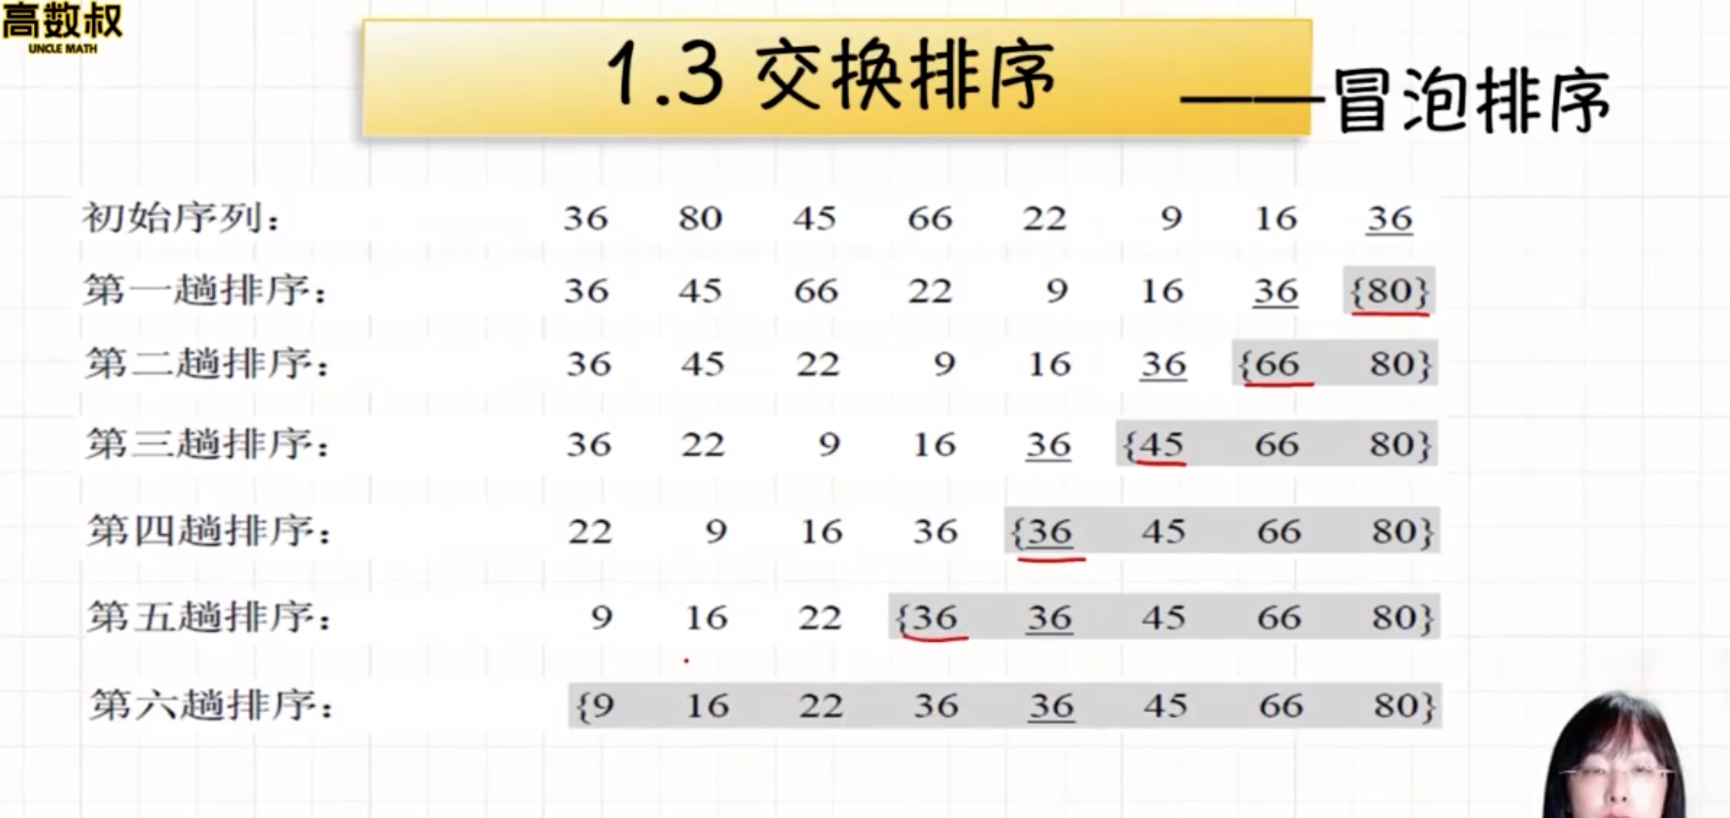 高数叔
UNCLE MATH
1.3 交换排序 ——冒泡排序
初始序列： 36 80 45 66 22 9 16 36
第一趟排序： 36 45 66 22 9 16 36 {80}
第二趟排序： 36 45 22 9 16 36 {66 80}
第三趟排序： 36 22 9 16 36 {45 66 80}
第四趟排序： 22 9 16 36 {36 45 66 80}
第五趟排序： 9 16 22 {36 36 45 66 80}
第六趟排序： {9 16 22 36 36 45 66 80}